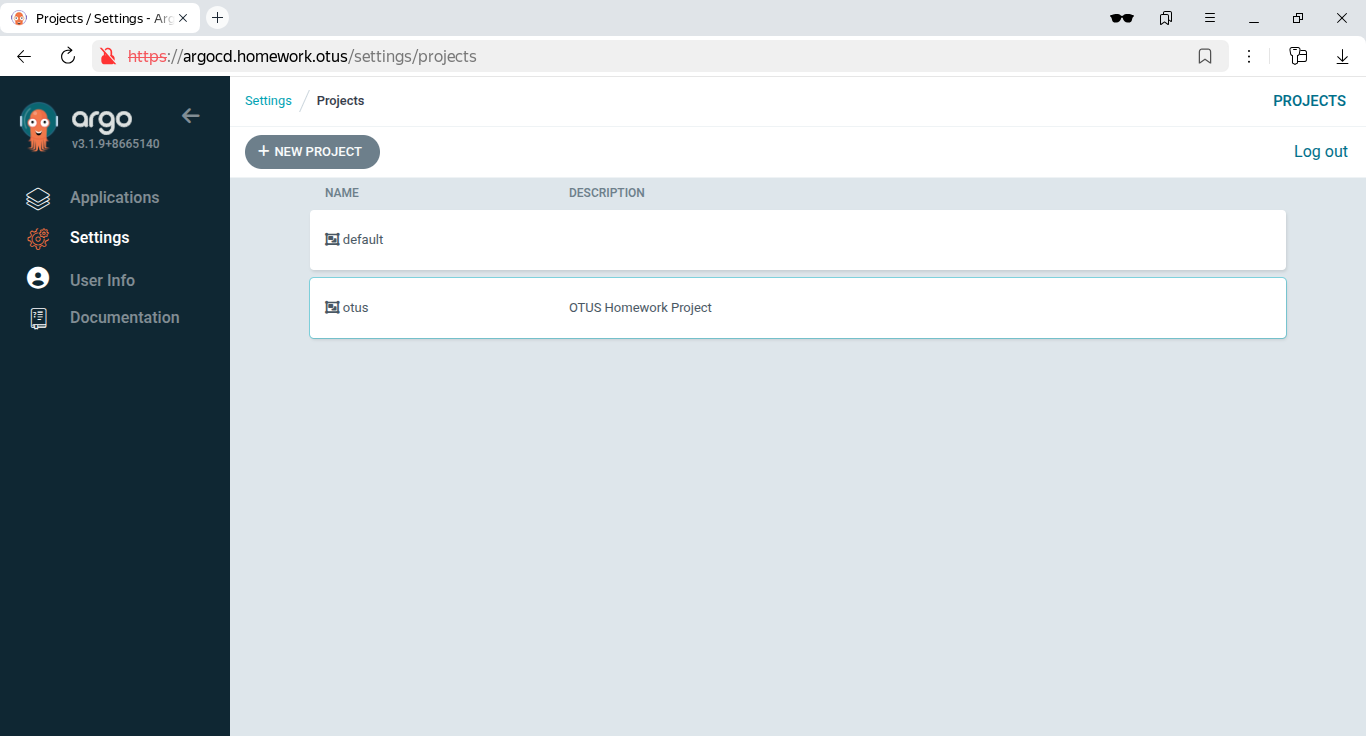 Projects / Settings - Arg
https://argocd.homework.otus/settings/projects
argo
v3.1.9+8665140
Applications
Settings
User Info
Documentation
Settings / Projects
PROJECTS
+ NEW PROJECT
Log out
NAME DESCRIPTION
default
otus OTUS Homework Project